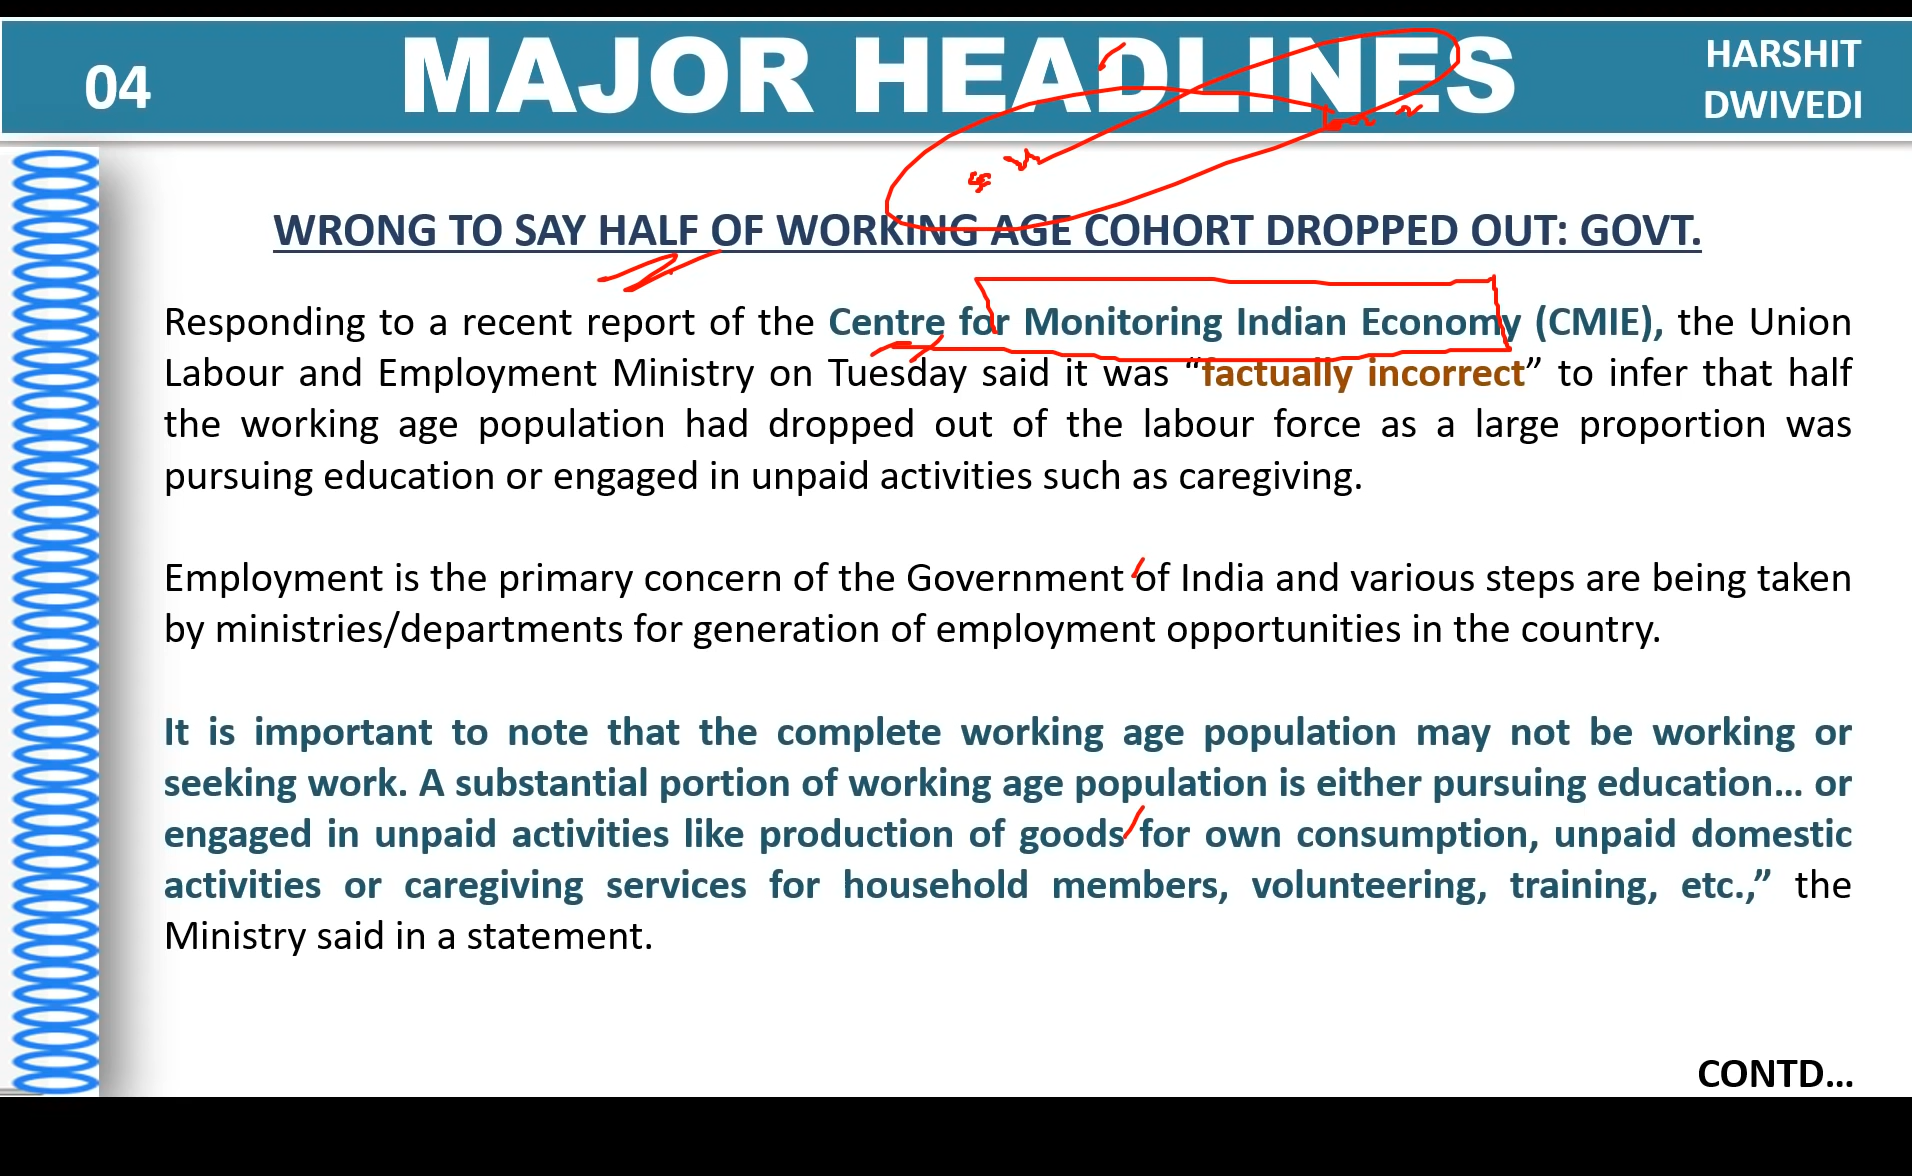 04
MAJOR HEADLINES
HARSHIT
DWIVEDI
WRONG TO SAY HALF OF WORKING AGE COHORT DROPPED OUT: GOVT.
Responding to a recent report of the Centre for Monitoring Indian Economy (CMIE), the Union
Labour and Employment Ministry on Tuesday said it was “factually incorrect” to infer that half
the working age population had dropped out of the labour force as a large proportion was
pursuing education or engaged in unpaid activities such as caregiving.
Employment is the primary concern of the Government of India and various steps are being taken
by ministries/departments for generation of employment opportunities in the country.
It is important to note that the complete working age population may not be working or
seeking work. A substantial portion of working age population is either pursuing education... or
engaged in unpaid activities like production of goods for own consumption, unpaid domestic
activities or caregiving services for household members, volunteering, training, etc.,” the
Ministry said in a statement.
CONTD...